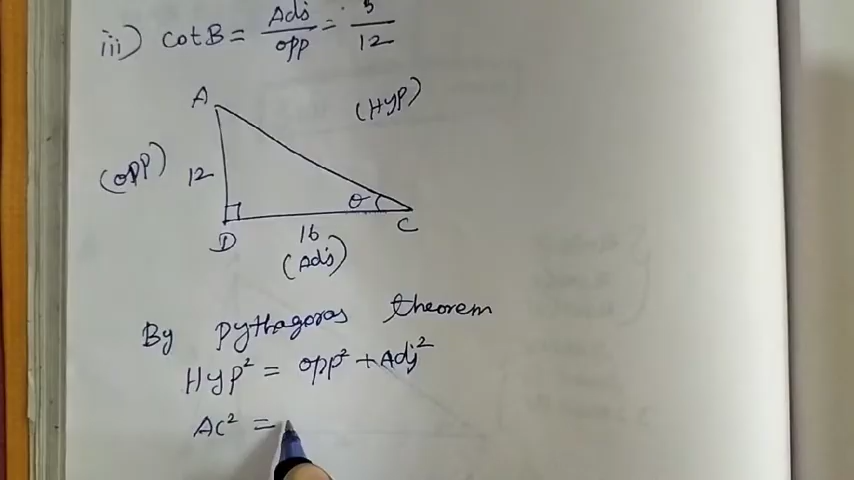 iii) cot B = Adj/opp = 5/12
A
(Hyp)
(opp)
12
θ
D
16
C
(Adj)
By pythagoras theorem
Hyp² = opp² + Adj²
AC² =